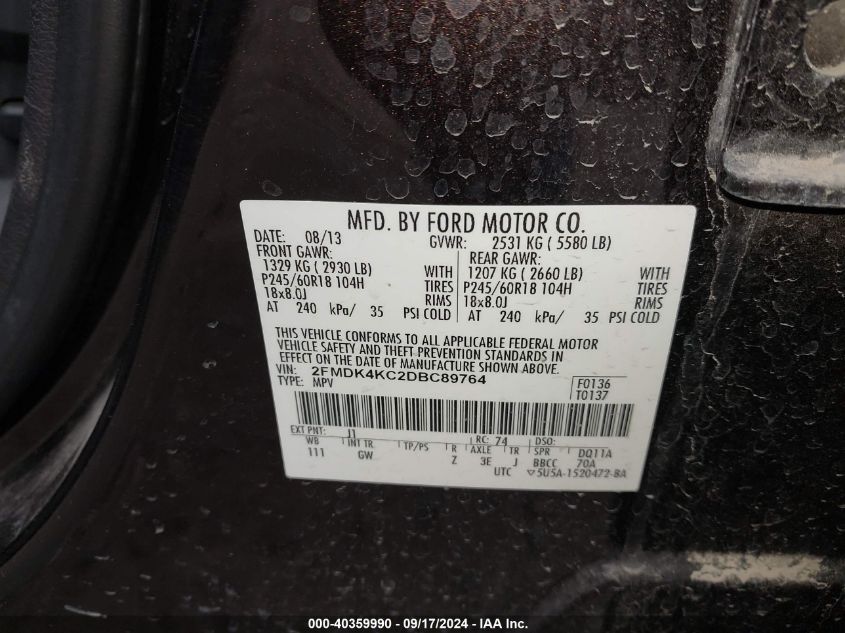 MFD. BY FORD MOTOR CO.
DATE: 08/13 GVWR: 2531 KG ( 5580 LB)
FRONT GAWR: REAR GAWR:
1329 KG ( 2930 LB) WITH 1207 KG ( 2660 LB) WITH
P245/60R18 104H TIRES P245/60R18 104H TIRES
18x8.0J RIMS 18x8.0J RIMS
AT 240 kPa/ 35 PSI COLD AT 240 kPa/ 35 PSI COLD
THIS VEHICLE CONFORMS TO ALL APPLICABLE FEDERAL MOTOR
VEHICLE SAFETY AND THEFT PREVENTION STANDARDS IN
EFFECT ON THE DATE OF MANUFACTURE SHOWN ABOVE.
VIN: 2FMDK4KC2DBC89764
TYPE: MPV
F0136
T0137
EXT PNT: J1 RC: 74 DSO:
WB INT TR TP/PS R AXLE TR SPR DQ11A
111 GW Z 3E J BBCC 70A
UTC ▽5U5A-1520472-BA
000-40359990 - 09/17/2024 - IAA Inc.